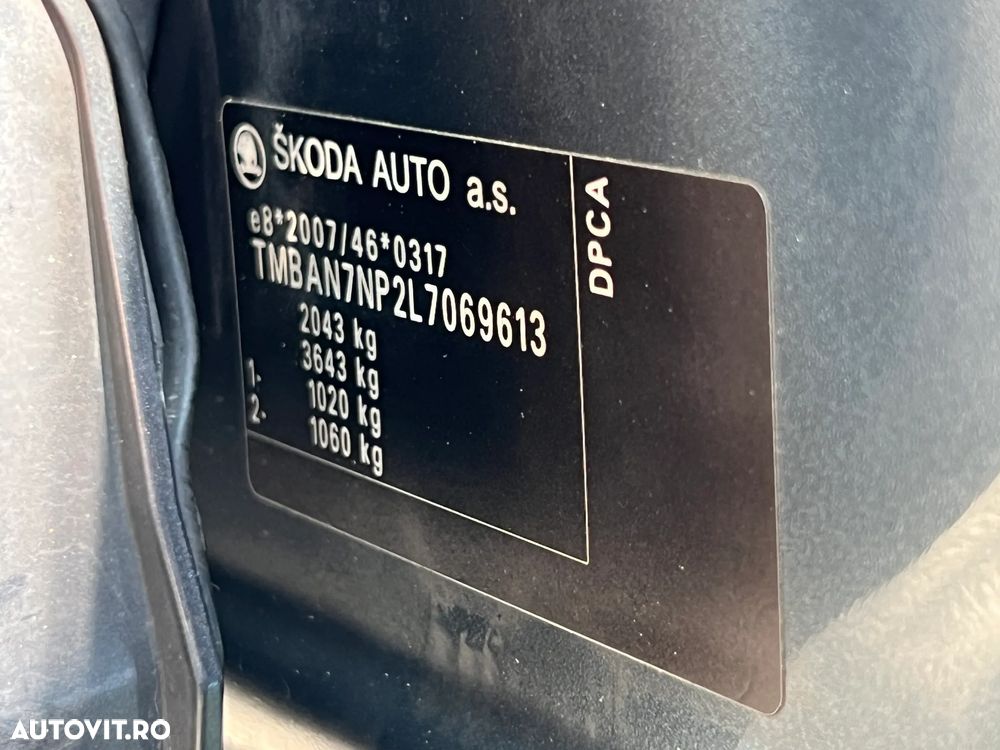 ŠKODA AUTO a.s.
e8*2007/46*0317
TMBAN7NP2L7069613
2043 kg
3643 kg
1- 1020 kg
2- 1060 kg
DPCA
AUTOVIT.RO